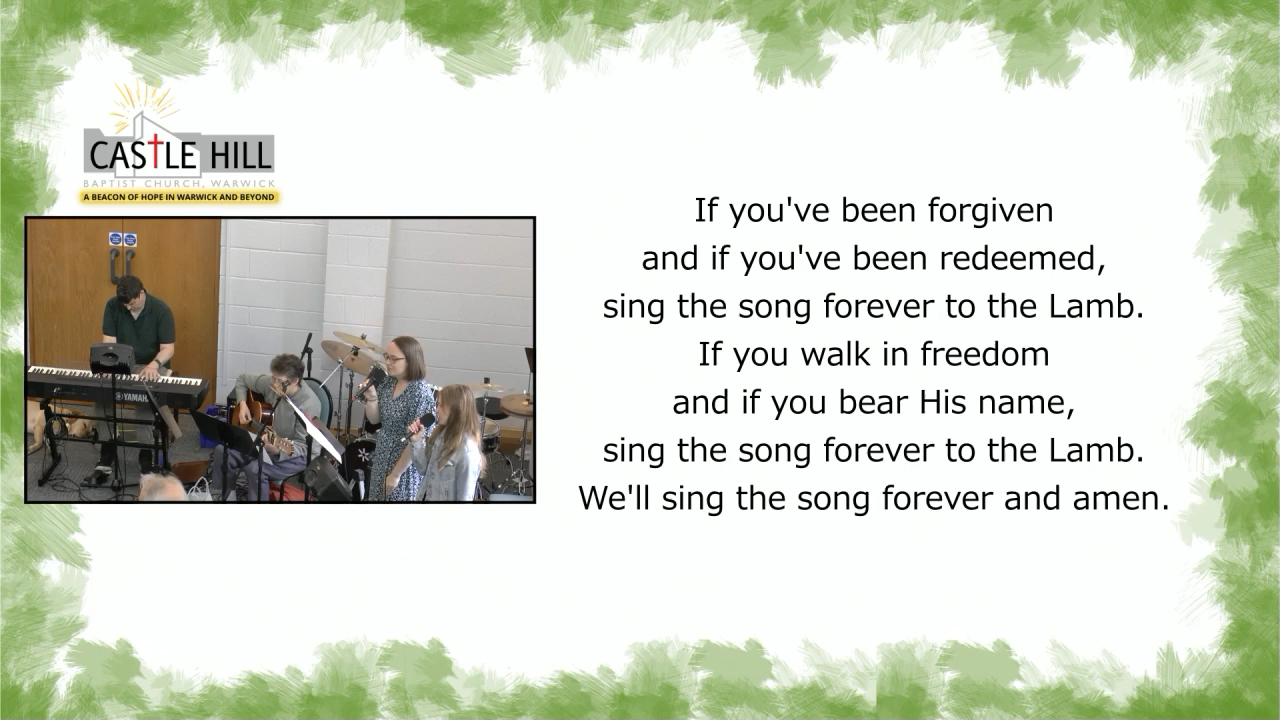 CASTLE HILL
BAPTIST CHURCH, WARWICK
A BEACON OF HOPE IN WARWICK AND BEYOND
YAMAHA
If you've been forgiven
and if you've been redeemed,
sing the song forever to the Lamb.
If you walk in freedom
and if you bear His name,
sing the song forever to the Lamb.
We'll sing the song forever and amen.